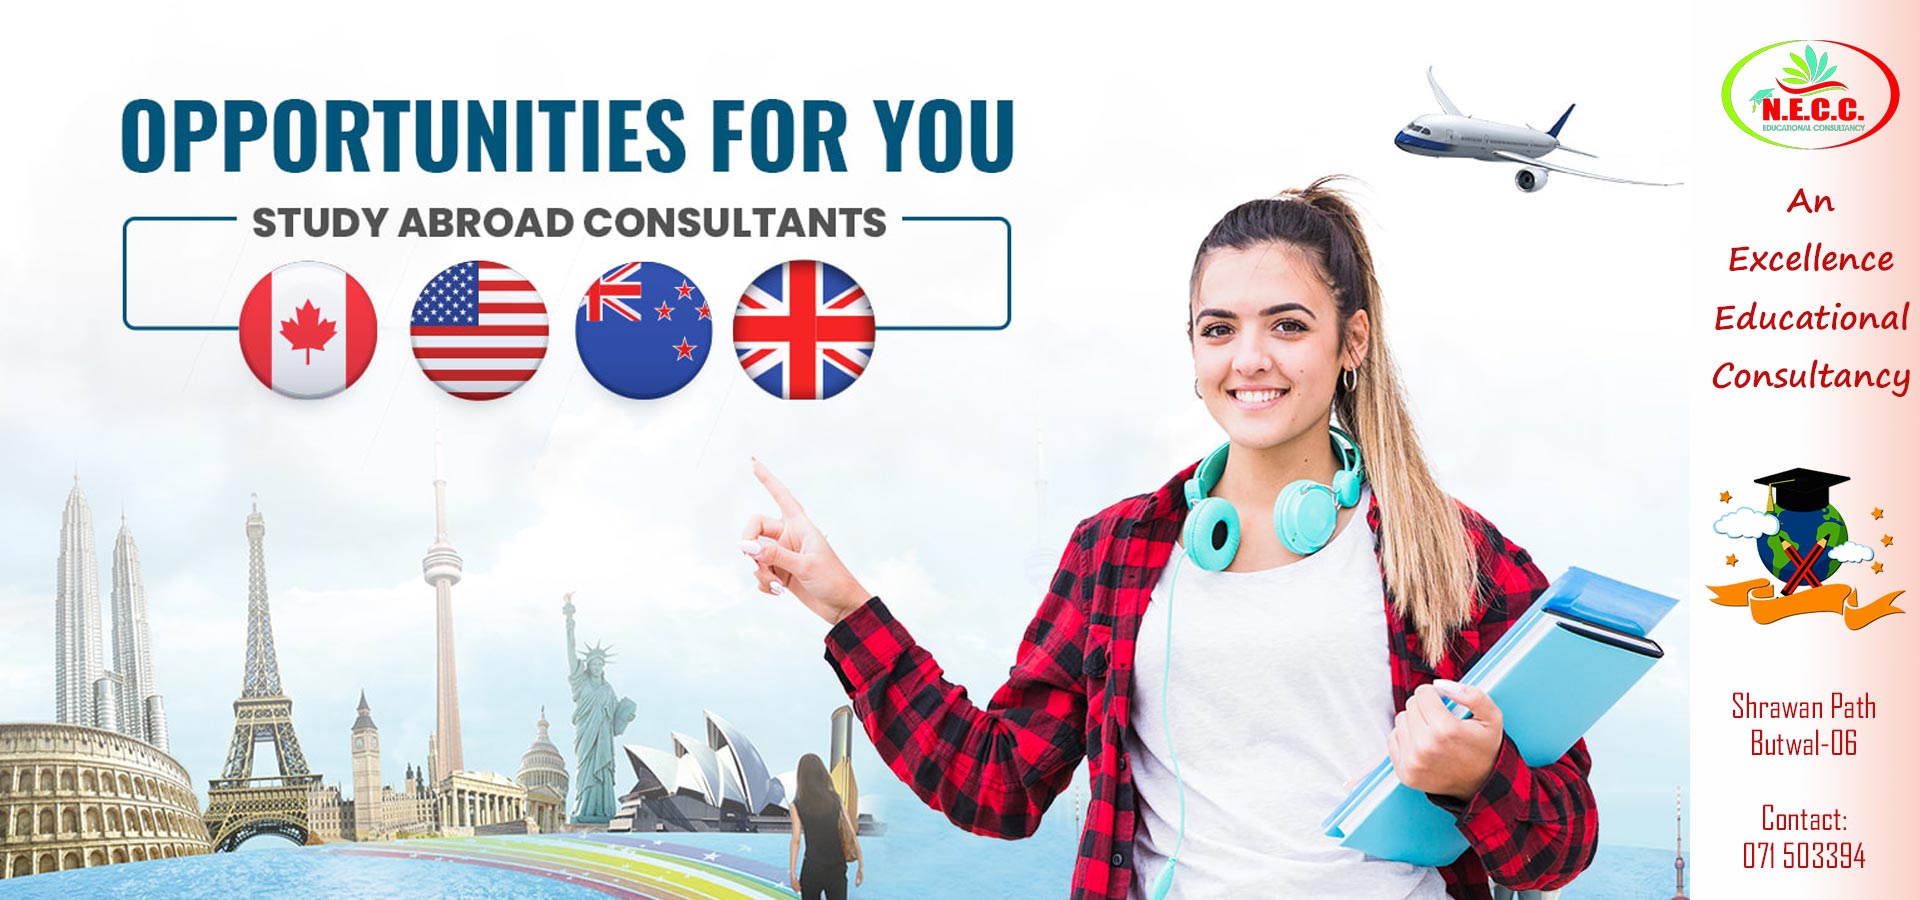 OPPORTUNITIES FOR YOU
STUDY ABROAD CONSULTANTS
N.E.C.C.
EDUCATIONAL CONSULTANCY
An
Excellence
Educational
Consultancy
Shrawan Path
Butwal-06
Contact:
071 503394